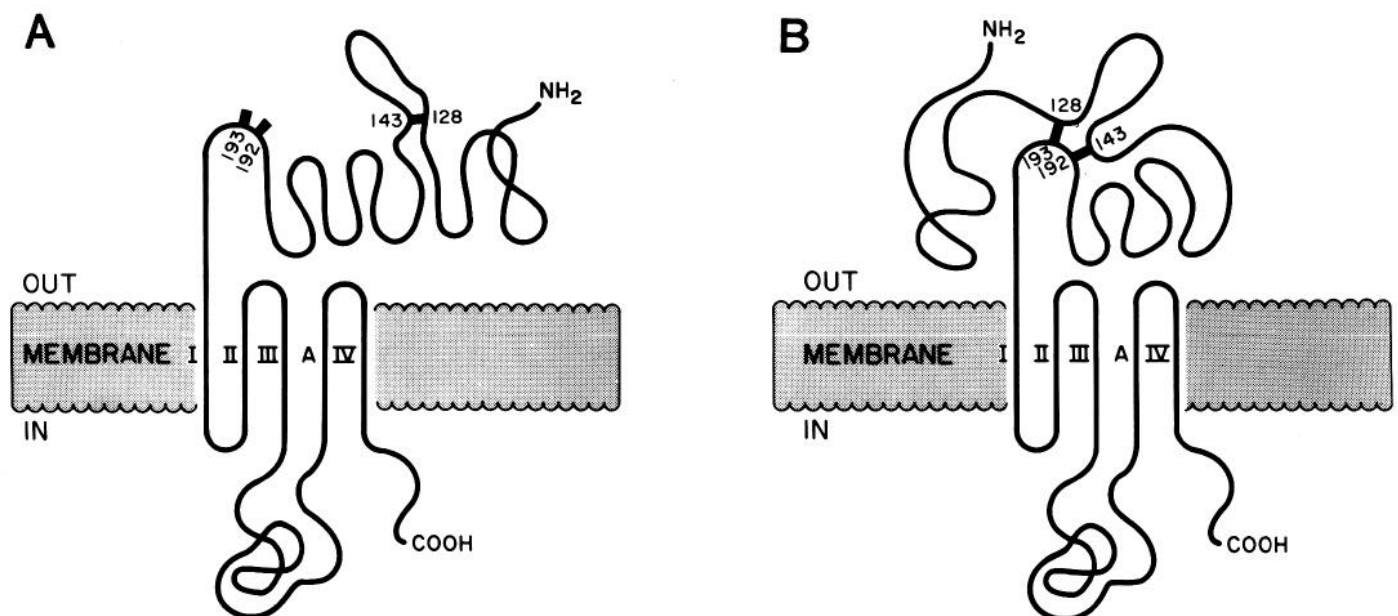 A
NH₂
143
128
193
192
OUT
MEMBRANE I II III A IV
IN
COOH
B
NH₂
128
143
193
192
OUT
MEMBRANE I II III A IV
IN
COOH